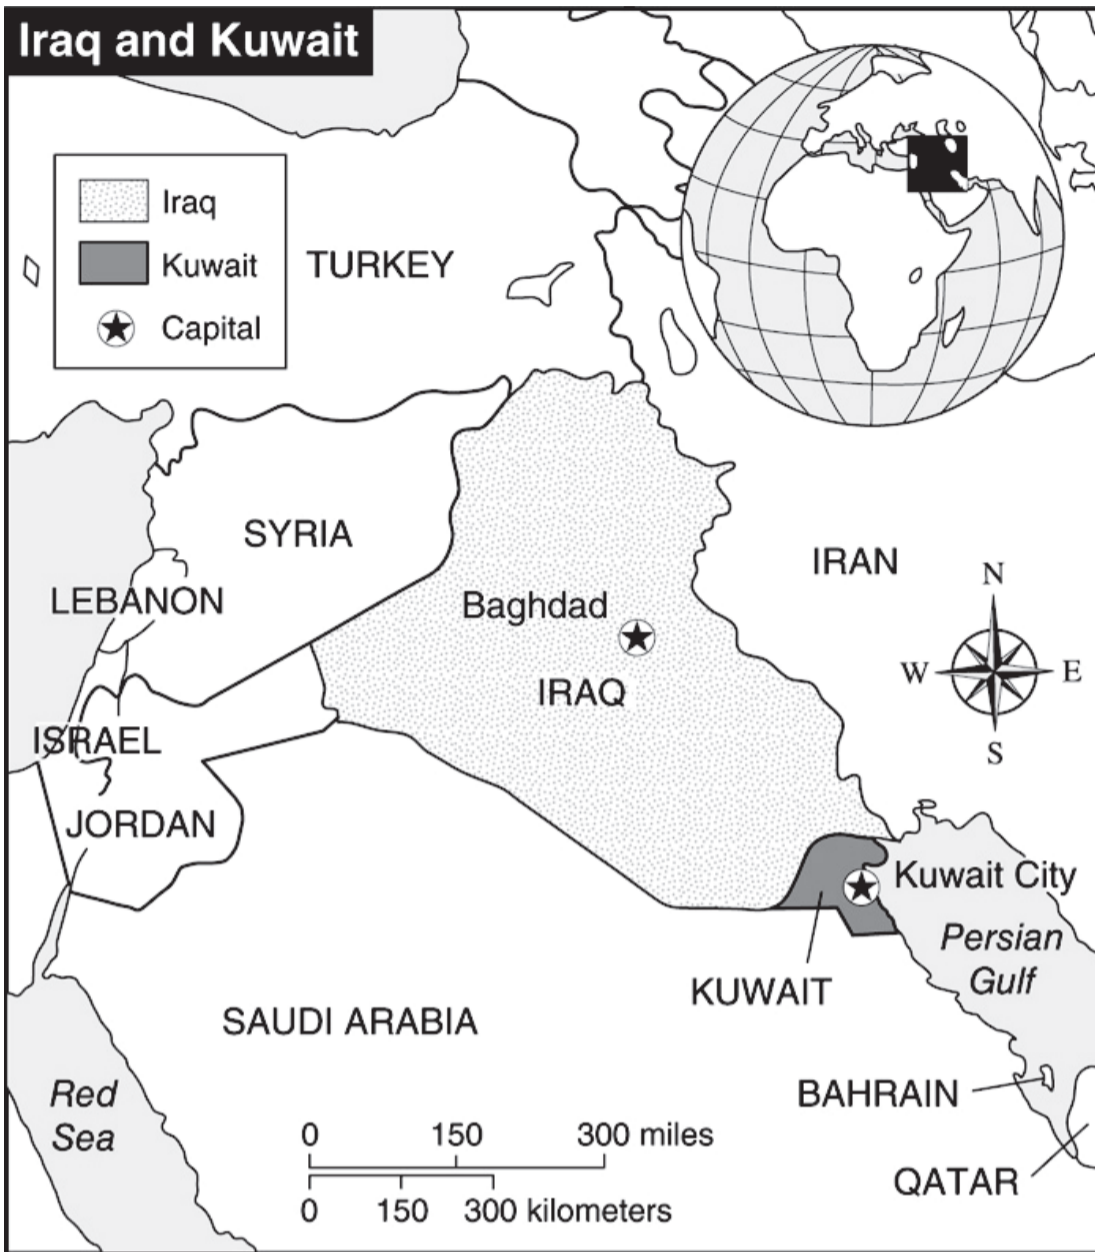 Iraq and Kuwait
Iraq
Kuwait
Capital
TURKEY
SYRIA
IRAN
LEBANON
Baghdad
IRAQ
N
W
E
S
ISRAEL
JORDAN
Kuwait City
Persian
Gulf
KUWAIT
SAUDI ARABIA
Red
Sea
BAHRAIN
QATAR
0 150 300 miles
0 150 300 kilometers